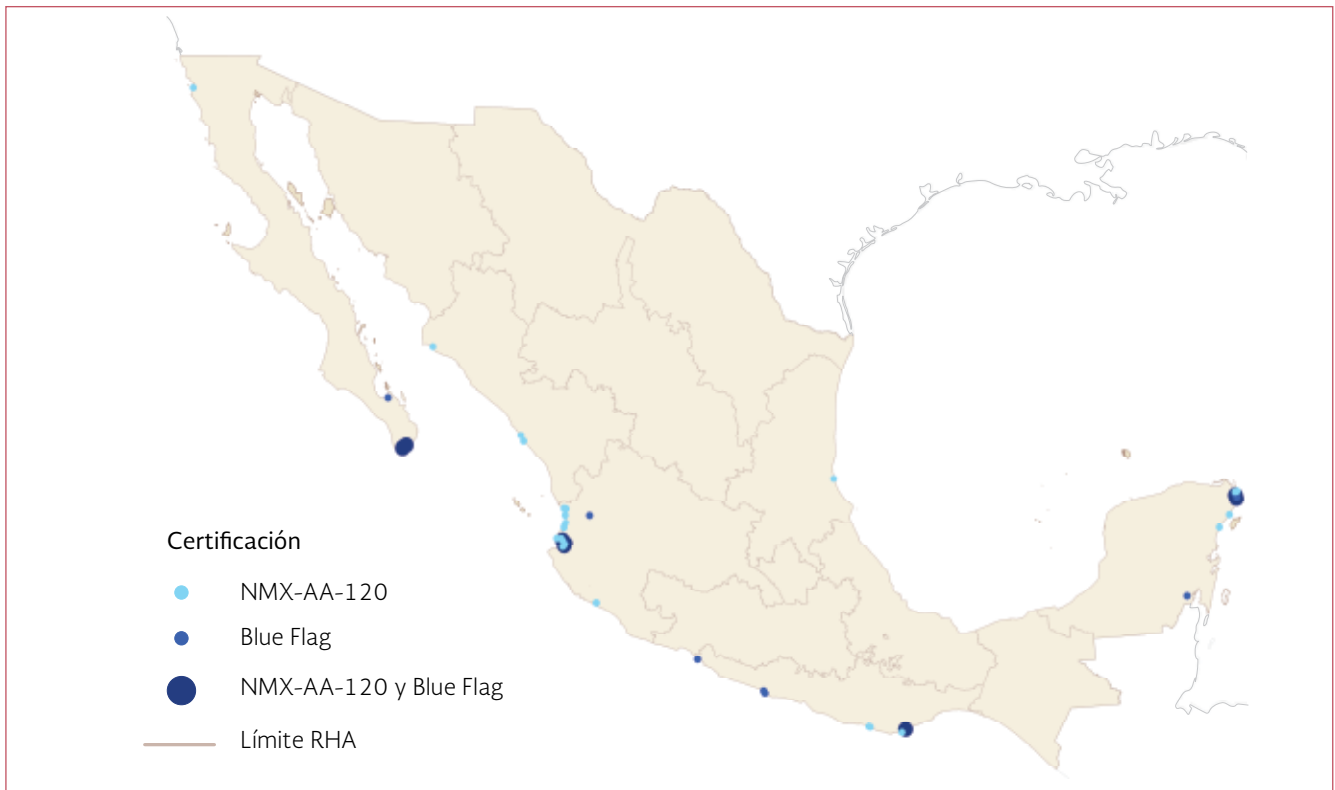 Certificación
NMX-AA-120
Blue Flag
NMX-AA-120 y Blue Flag
Límite RHA